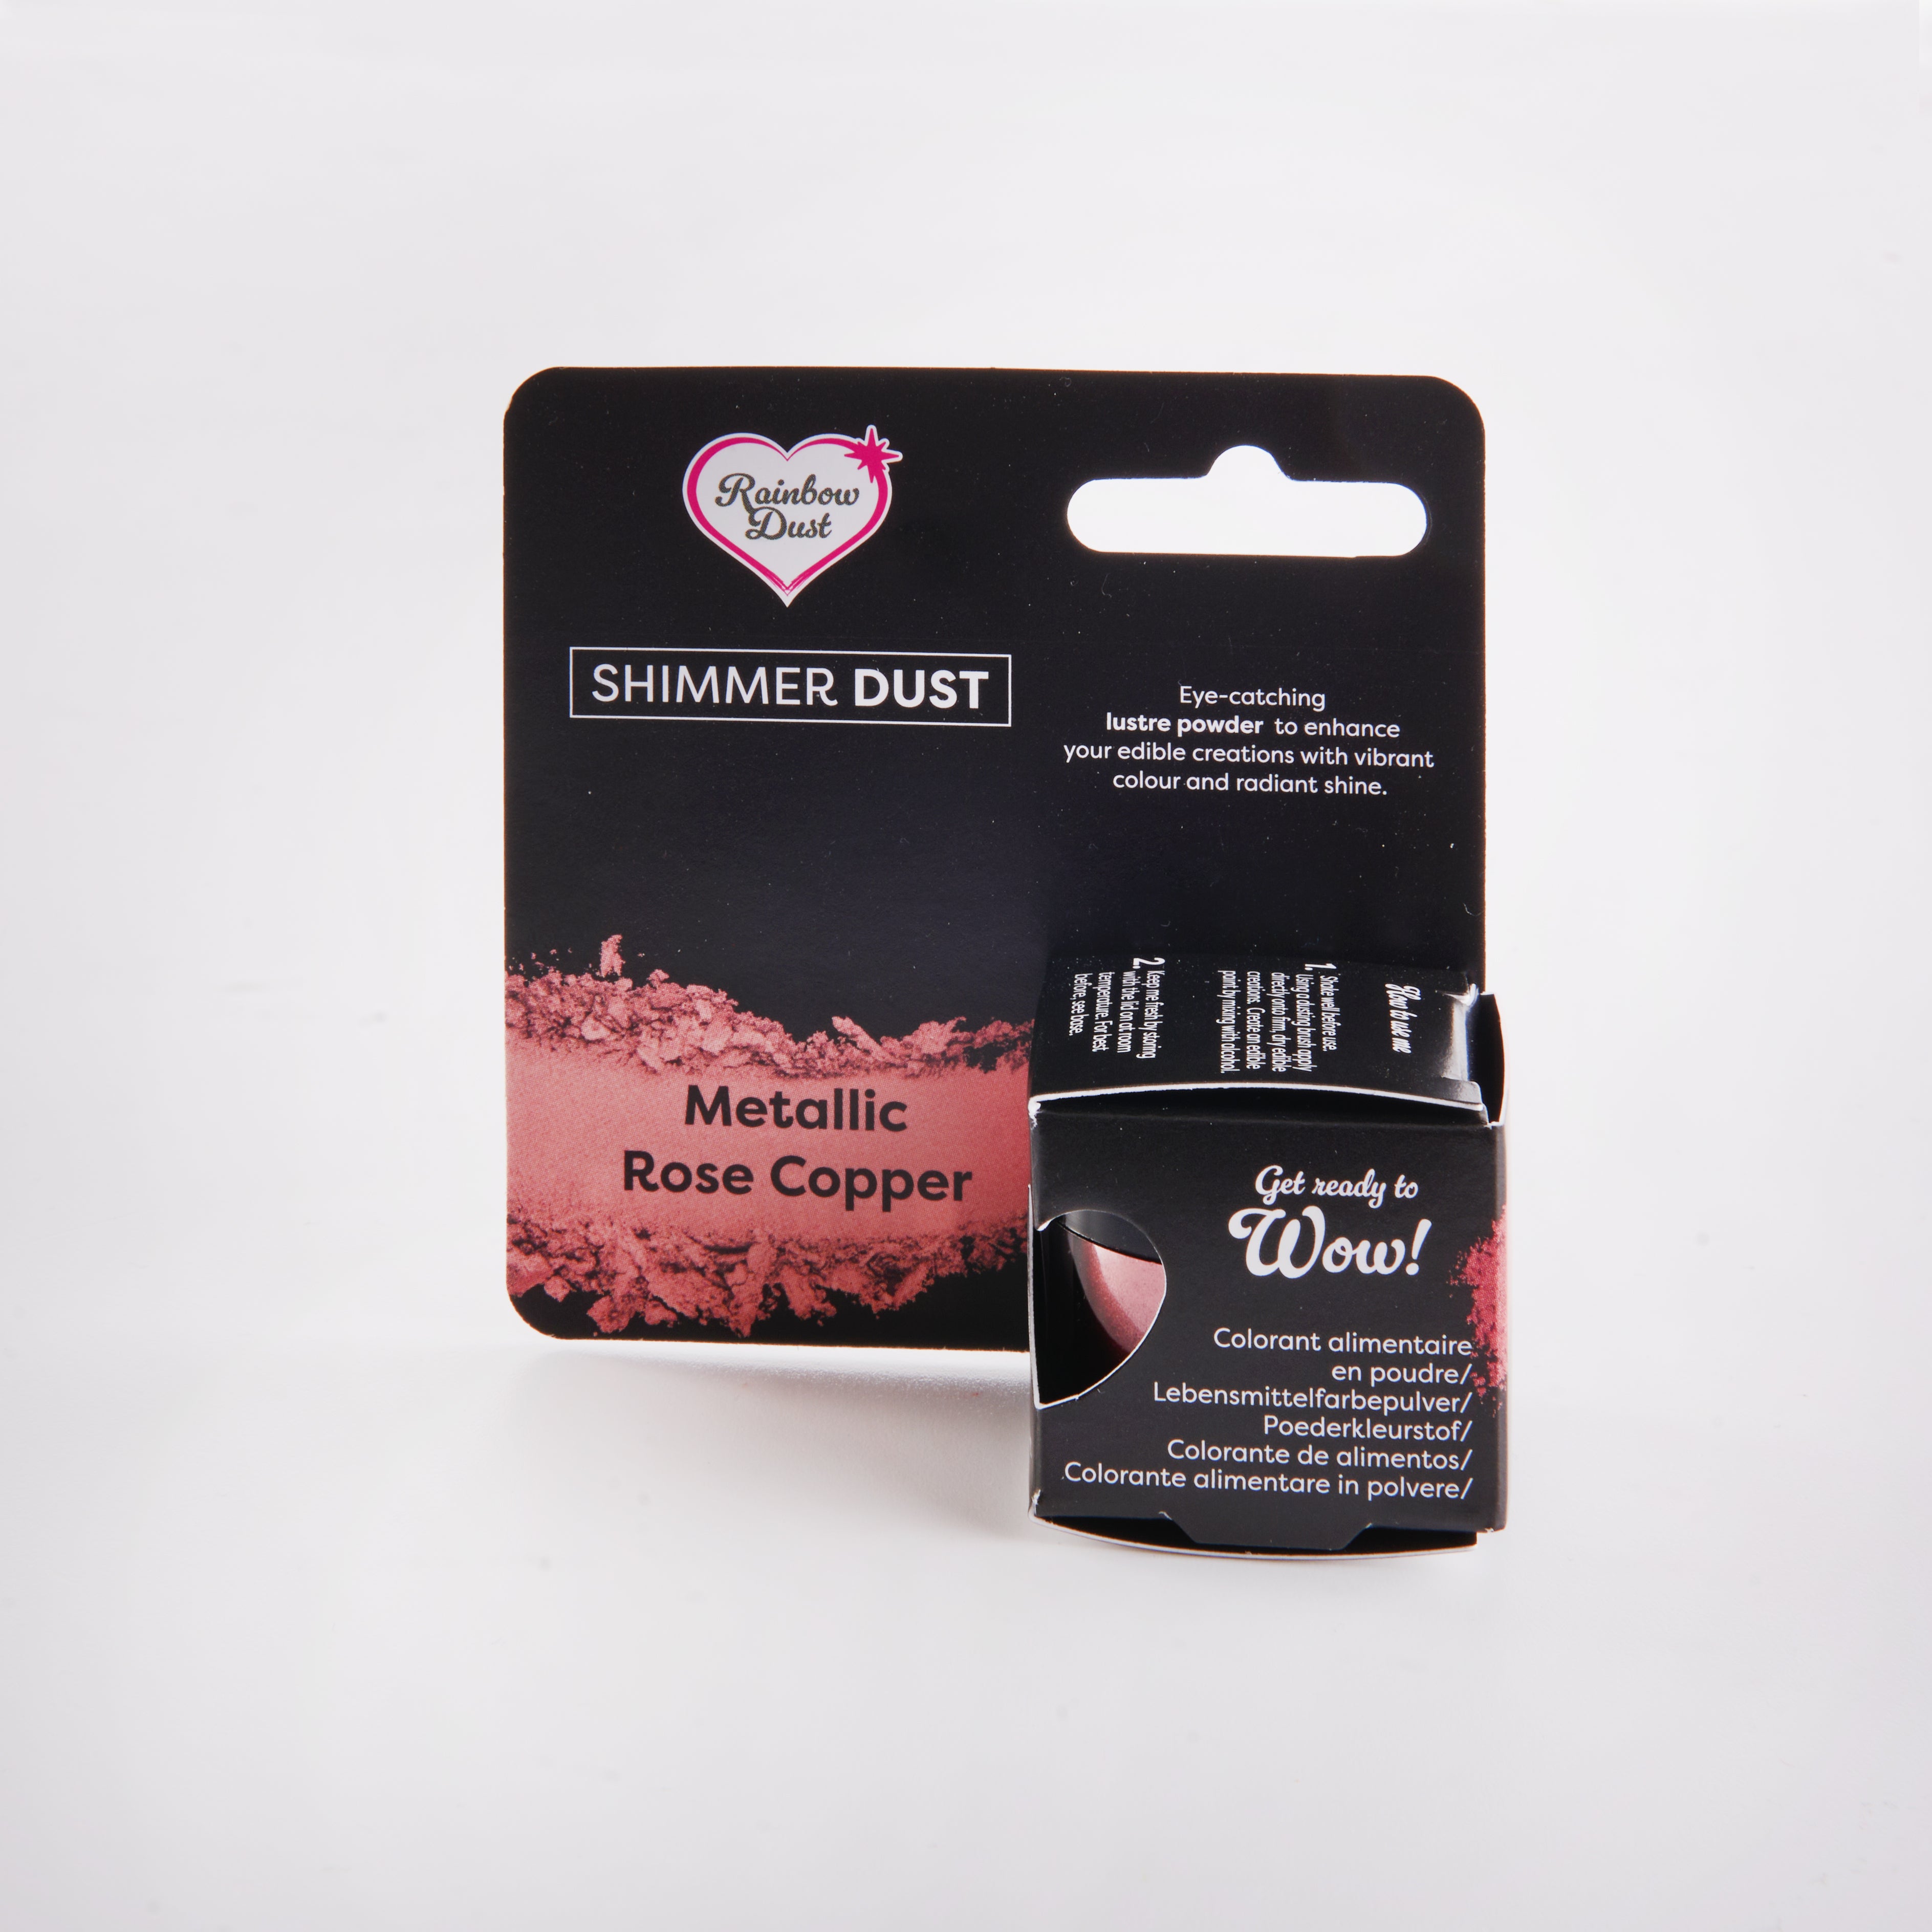 Rainbow
Dust
SHIMMER DUST
Eye-catching
lustre powder to enhance
your edible creations with vibrant
colour and radiant shine.
Metallic
Rose Copper
How to use me
1. Shake well before use.
Using a dusting brush apply
directly onto firm, dry edible
creations. Create an edible
paint by mixing with alcohol.
2. Keep me fresh by storing
with the lid on at room
temperature. For best
before, see base.
Get ready to
Wow!
Colorant alimentaire
en poudre/
Lebensmittelfarbepulver/
Poederkleurstof/
Colorante de alimentos/
Colorante alimentare in polvere/